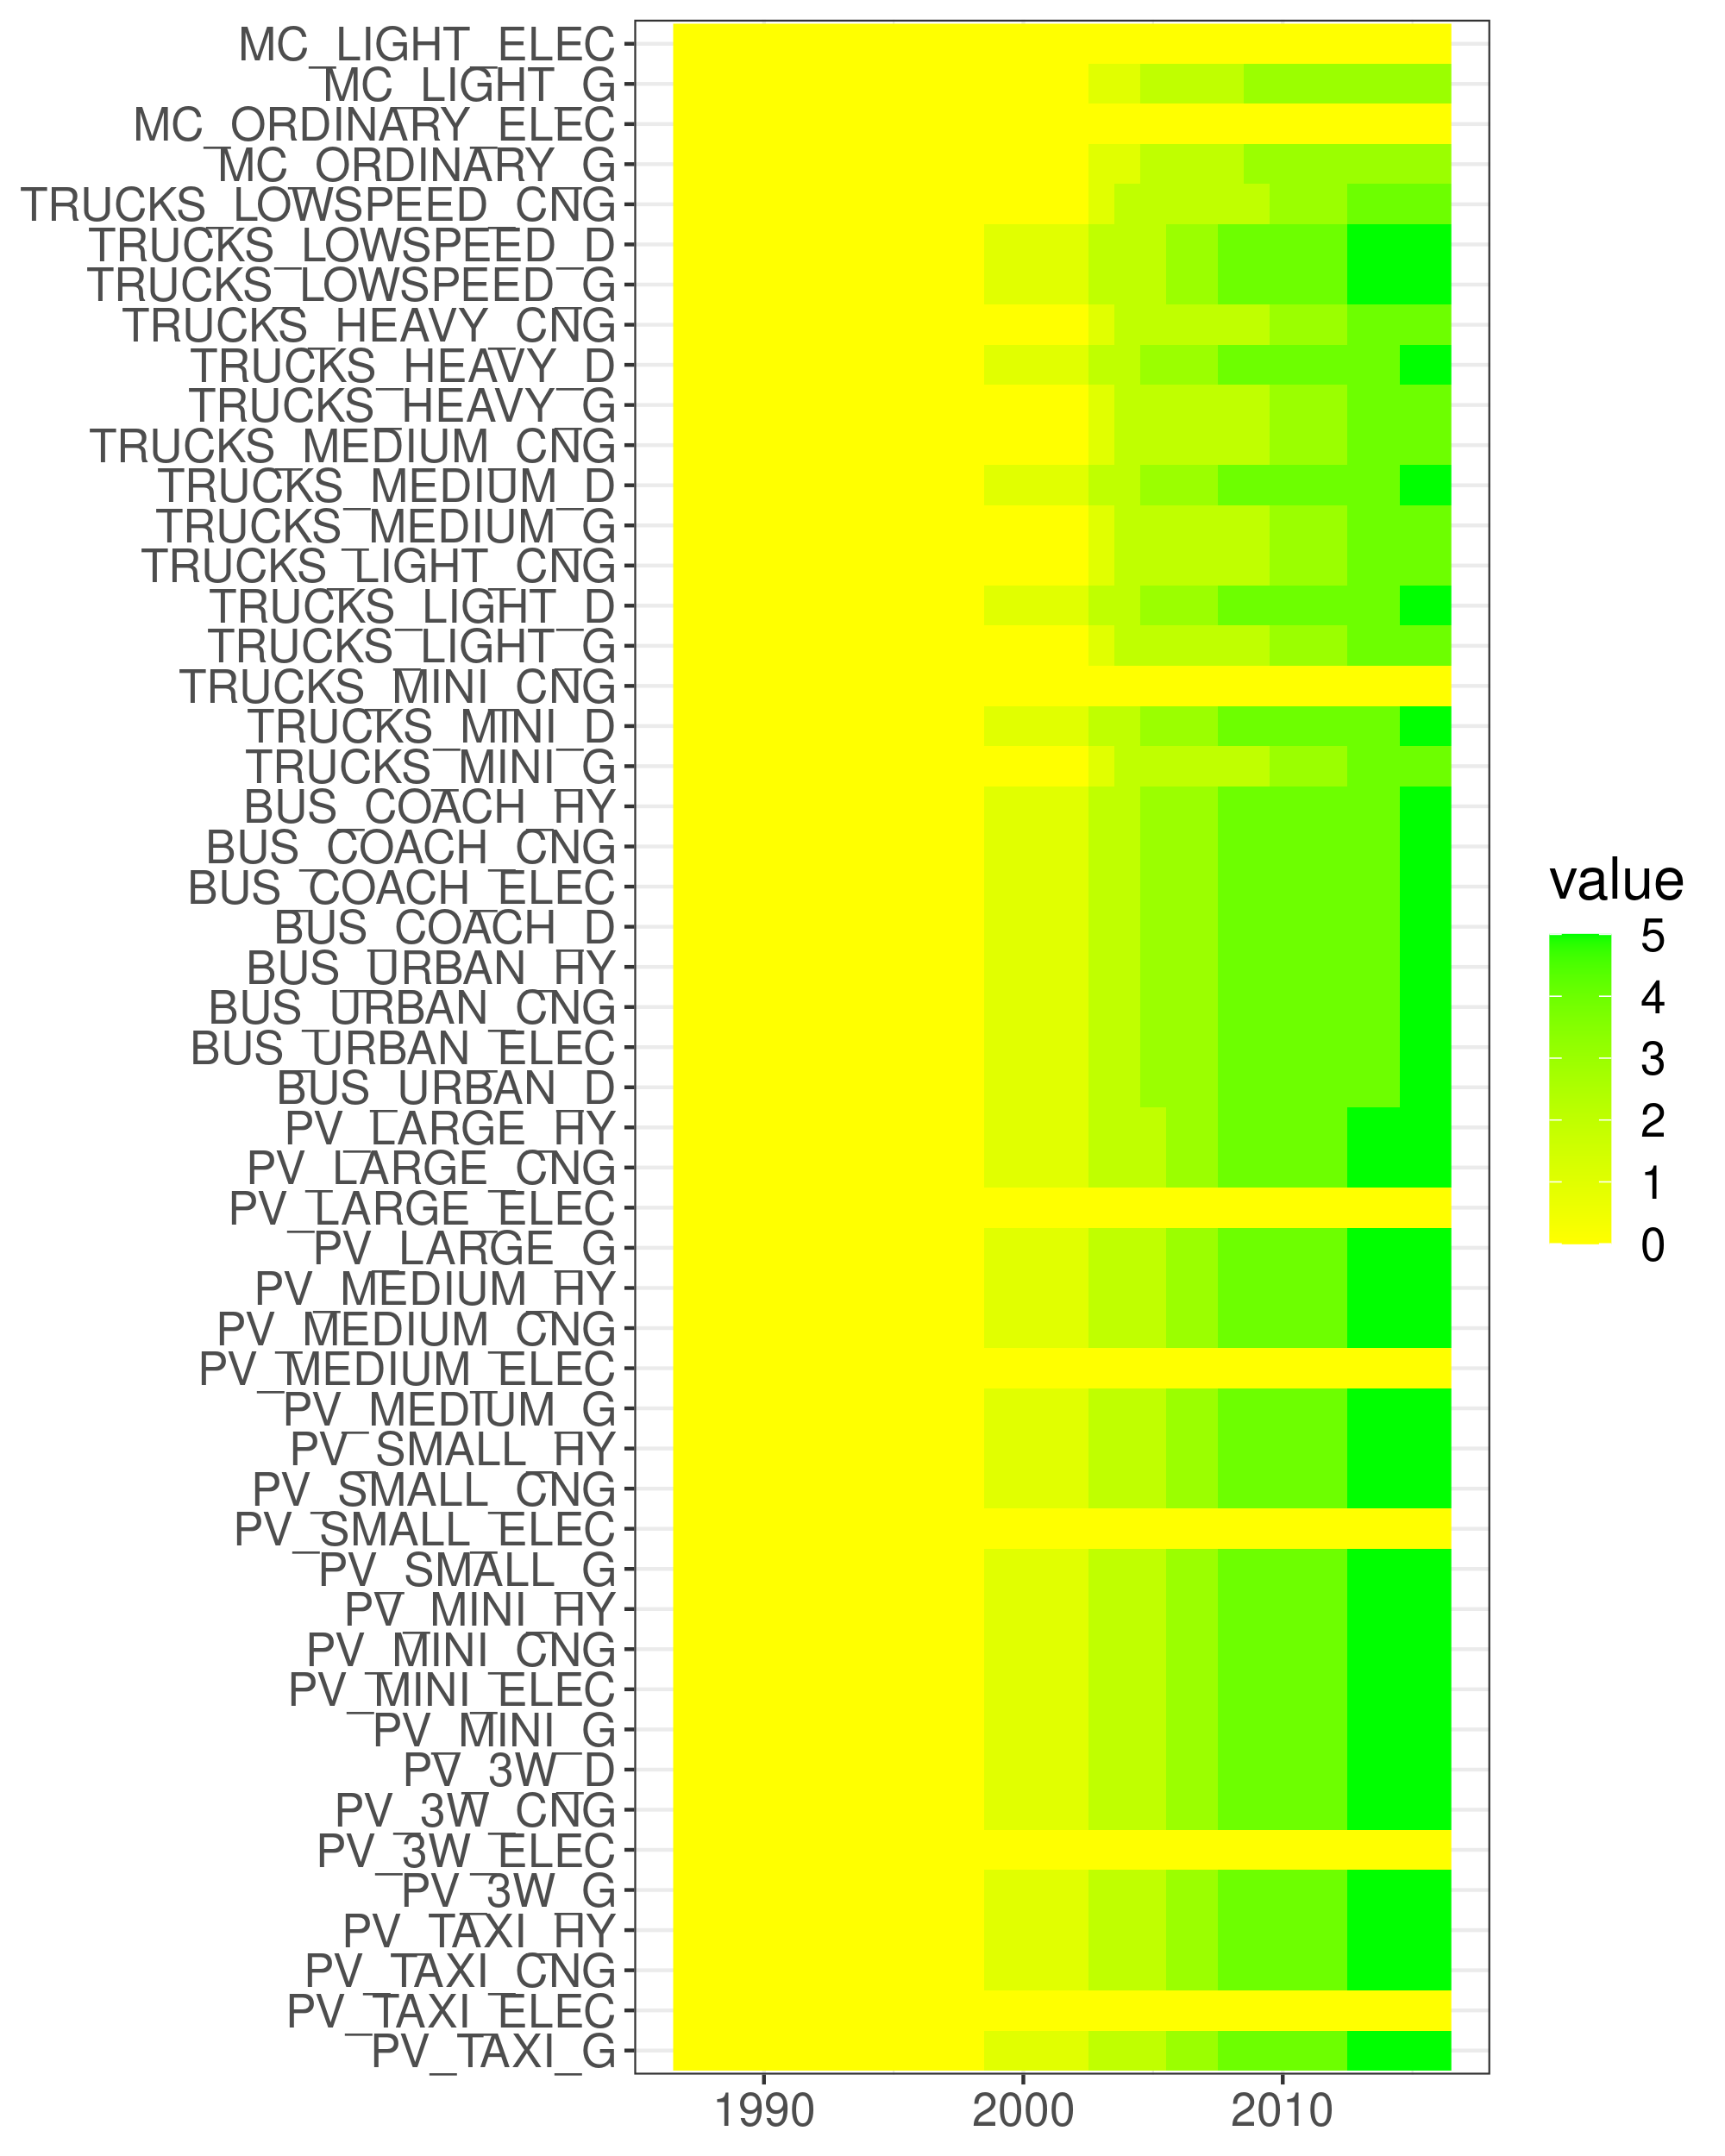 MC_LIGHT_ELEC
MC_LIGHT_G
MC_ORDINARY_ELEC
MC_ORDINARY_G
TRUCKS_LOWSPEED_CNG
TRUCKS_LOWSPEED_D
TRUCKS_LOWSPEED_G
TRUCKS_HEAVY_CNG
TRUCKS_HEAVY_D
TRUCKS_HEAVY_G
TRUCKS_MEDIUM_CNG
TRUCKS_MEDIUM_D
TRUCKS_MEDIUM_G
TRUCKS_LIGHT_CNG
TRUCKS_LIGHT_D
TRUCKS_LIGHT_G
TRUCKS_MINI_CNG
TRUCKS_MINI_D
TRUCKS_MINI_G
BUS_COACH_HY
BUS_COACH_CNG
BUS_COACH_ELEC
BUS_COACH_D
BUS_URBAN_HY
BUS_URBAN_CNG
BUS_URBAN_ELEC
BUS_URBAN_D
PV_LARGE_HY
PV_LARGE_CNG
PV_LARGE_ELEC
PV_LARGE_G
PV_MEDIUM_HY
PV_MEDIUM_CNG
PV_MEDIUM_ELEC
PV_MEDIUM_G
PV_SMALL_HY
PV_SMALL_CNG
PV_SMALL_ELEC
PV_SMALL_G
PV_MINI_HY
PV_MINI_CNG
PV_MINI_ELEC
PV_MINI_G
PV_3W_D
PV_3W_CNG
PV_3W_ELEC
PV_3W_G
PV_TAXI_HY
PV_TAXI_CNG
PV_TAXI_ELEC
PV_TAXI_G
1990 2000 2010
value
5
4
3
2
1
0